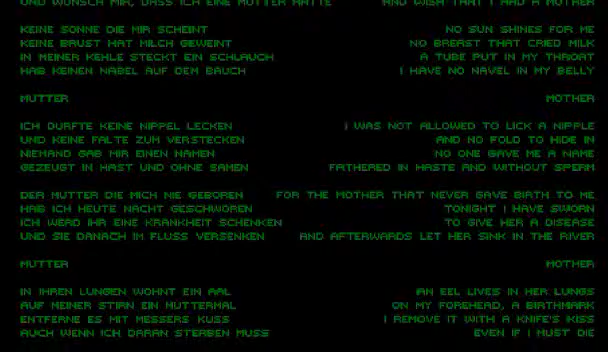 UND WUNSCH MIR, DASS ICH EINE MUTTER HÄTTE AND WISH THAT I HAD A MOTHER
KEINE SONNE DIE MIR SCHEINT NO SUN SHINES FOR ME
KEINE BRUST HAT MILCH GEWEINT NO BREAST THAT CRIED MILK
IN MEINER KEHLE STECKT EIN SCHLAUCH A TUBE PUT IN MY THROAT
HAB KEINEN NABEL AUF DEM BAUCH I HAVE NO NAVEL IN MY BELLY
MUTTER MOTHER
ICH DURFTE KEINE NIPPEL LECKEN I WAS NOT ALLOWED TO LICK A NIPPLE
UND KEINE FALTE ZUM VERSTECKEN AND NO FOLD TO HIDE IN
NIEMAND GAB MIR EINEN NAMEN NO ONE GAVE ME A NAME
GEZEUGT IN HAST UND OHNE SAMEN FATHERED IN HASTE AND WITHOUT SPERM
DER MUTTER DIE MICH NIE GEBOREN FOR THE MOTHER THAT NEVER GAVE BIRTH TO ME
HAB ICH HEUTE NACHT GESCHWOREN TONIGHT I HAVE SWORN
ICH WERD IHR EINE KRANKHEIT SCHENKEN TO GIVE HER A DISEASE
UND SIE DANACH IM FLUSS VERSENKEN AND AFTERWARDS LET HER SINK IN THE RIVER
MUTTER MOTHER
IN IHREN LUNGEN WOHNT EIN AAL AN EEL LIVES IN HER LUNGS
AUF MEINER STIRN EIN MUTTERMAL ON MY FOREHEAD, A BIRTHMARK
ENTFERNE ES MIT MESSERS KUSS I REMOVE IT WITH A KNIFE'S KISS
AUCH WENN ICH DARAN STERBEN MUSS EVEN IF I MUST DIE